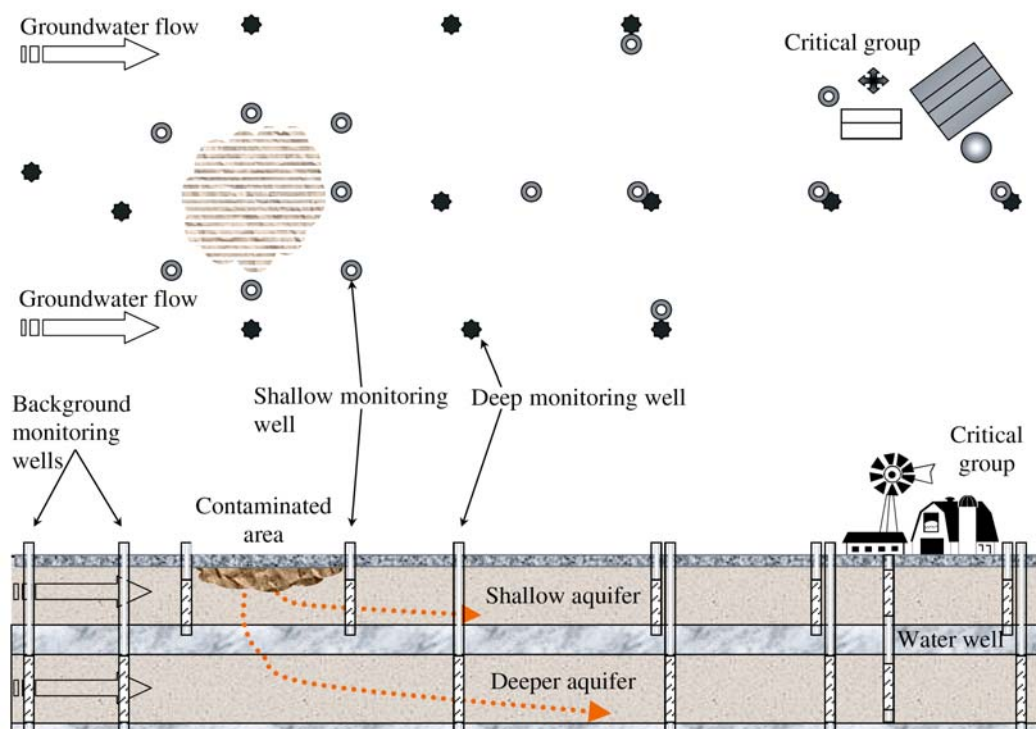 Groundwater flow
Critical group
Groundwater flow
Background
monitoring
wells
Shallow monitoring
well
Deep monitoring well
Critical
group
Contaminated
area
Shallow aquifer
Water well
Deeper aquifer